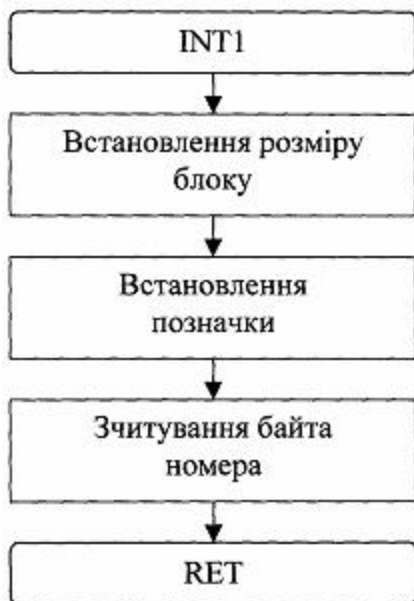 INT1
Встановлення розміру
блоку
Встановлення
позначки
Зчитування байта
номера
RET